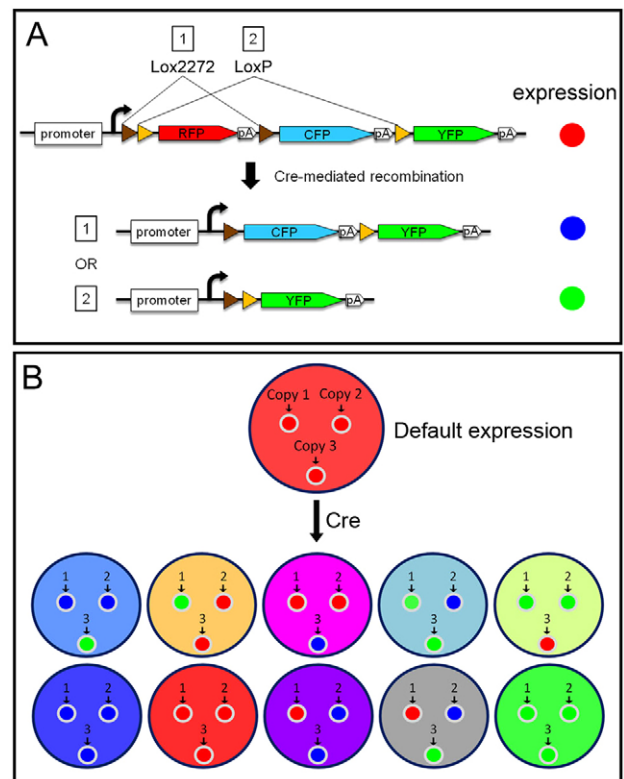 A
1 2
Lox2272 LoxP
expression
promoter RFP pA CFP pA YFP pA
Cre-mediated recombination
1 promoter CFP pA YFP pA
OR
2 promoter YFP pA
B
Copy 1 Copy 2
Copy 3
Default expression
Cre
1 2 1 2 1 2 1 2 1 2
3 3 3 3 3
1 2 1 2 1 2 1 2 1 2
3 3 3 3 3